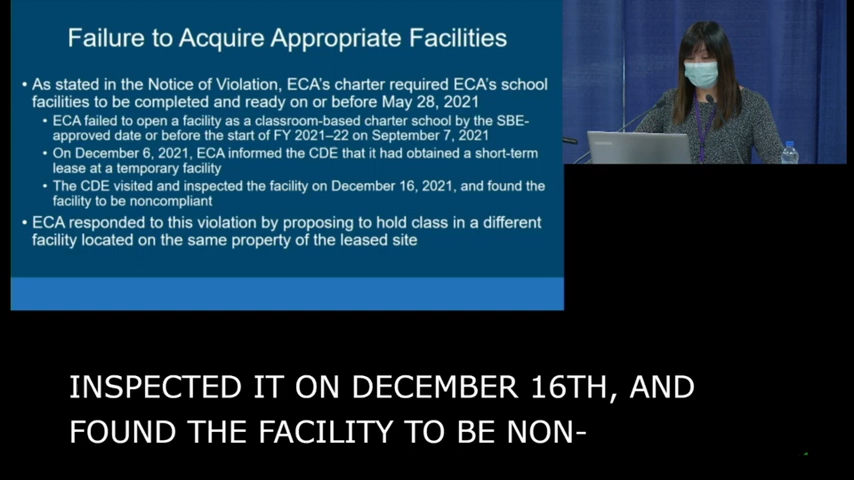 Failure to Acquire Appropriate Facilities
• As stated in the Notice of Violation, ECA's charter required ECA's school
facilities to be completed and ready on or before May 28, 2021
• ECA failed to open a facility as a classroom-based charter school by the SBE-
approved date or before the start of FY 2021–22 on September 7, 2021
• On December 6, 2021, ECA informed the CDE that it had obtained a short-term
lease at a temporary facility
• The CDE visited and inspected the facility on December 16, 2021, and found the
facility to be noncompliant
• ECA responded to this violation by proposing to hold class in a different
facility located on the same property of the leased site
INSPECTED IT ON DECEMBER 16TH, AND
FOUND THE FACILITY TO BE NON-